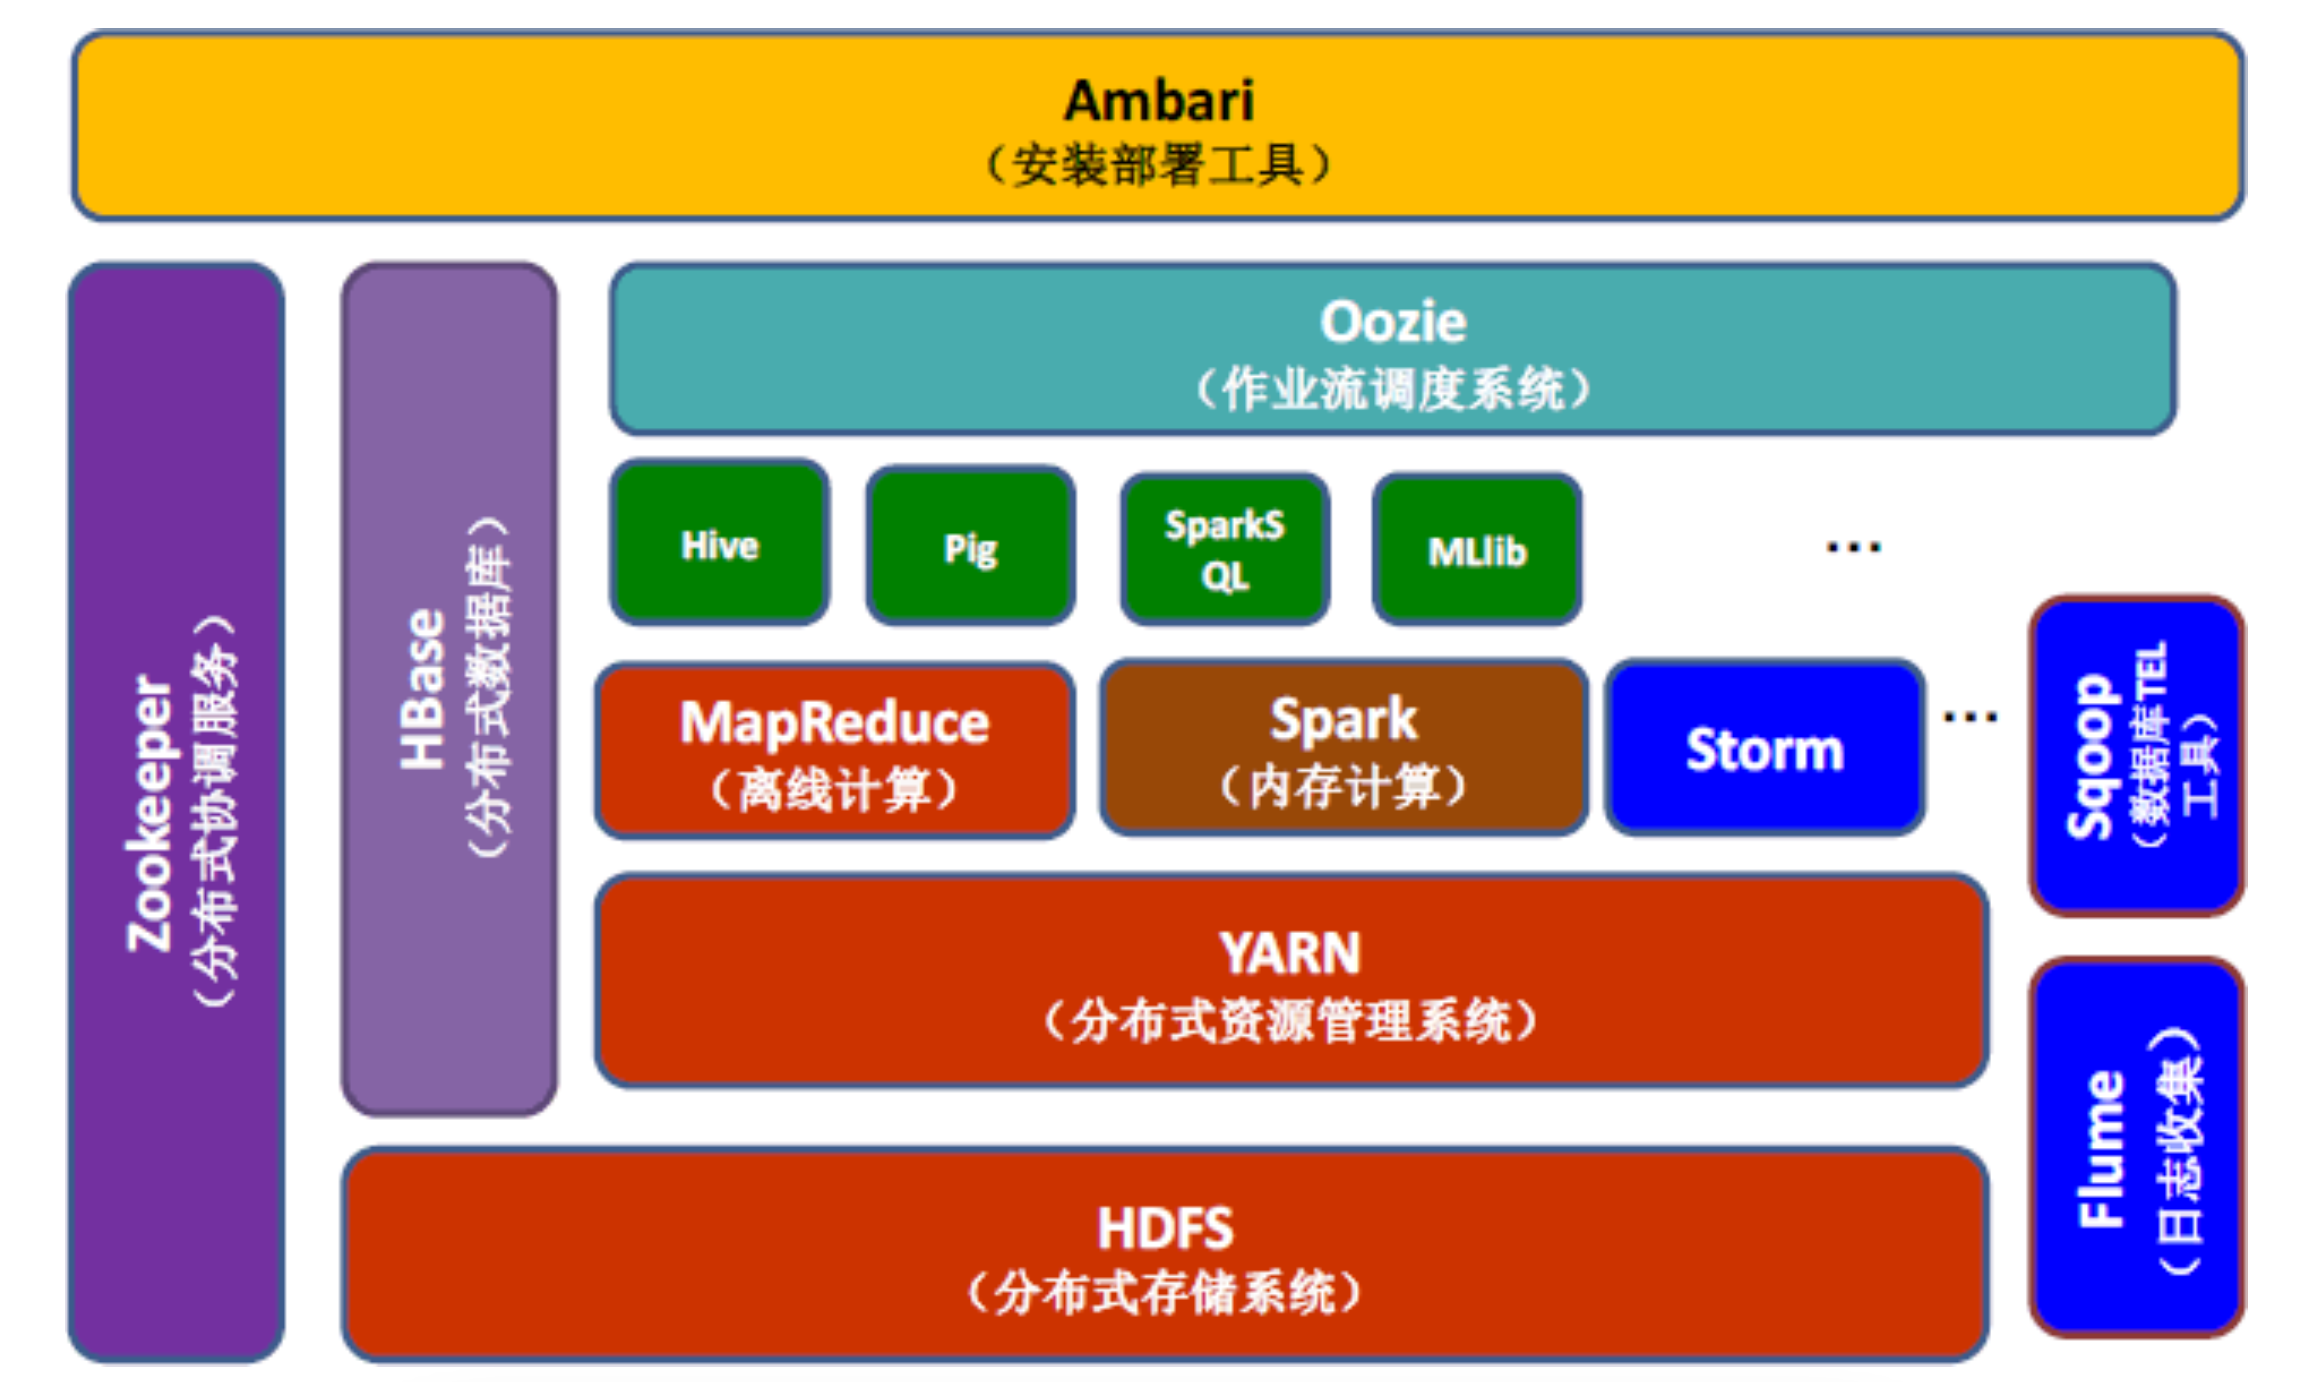 Ambari
（安装部署工具）
Zookeeper
（分布式协调服务）
HBase
（分布式数据库）
Oozie
（作业流调度系统）
Hive
Pig
SparkS
QL
MLlib
...
MapReduce
（离线计算）
Spark
（内存计算）
Storm
...
Sqoop
（数据库TEL
工具）
YARN
（分布式资源管理系统）
Flume
（日志收集）
HDFS
（分布式存储系统）